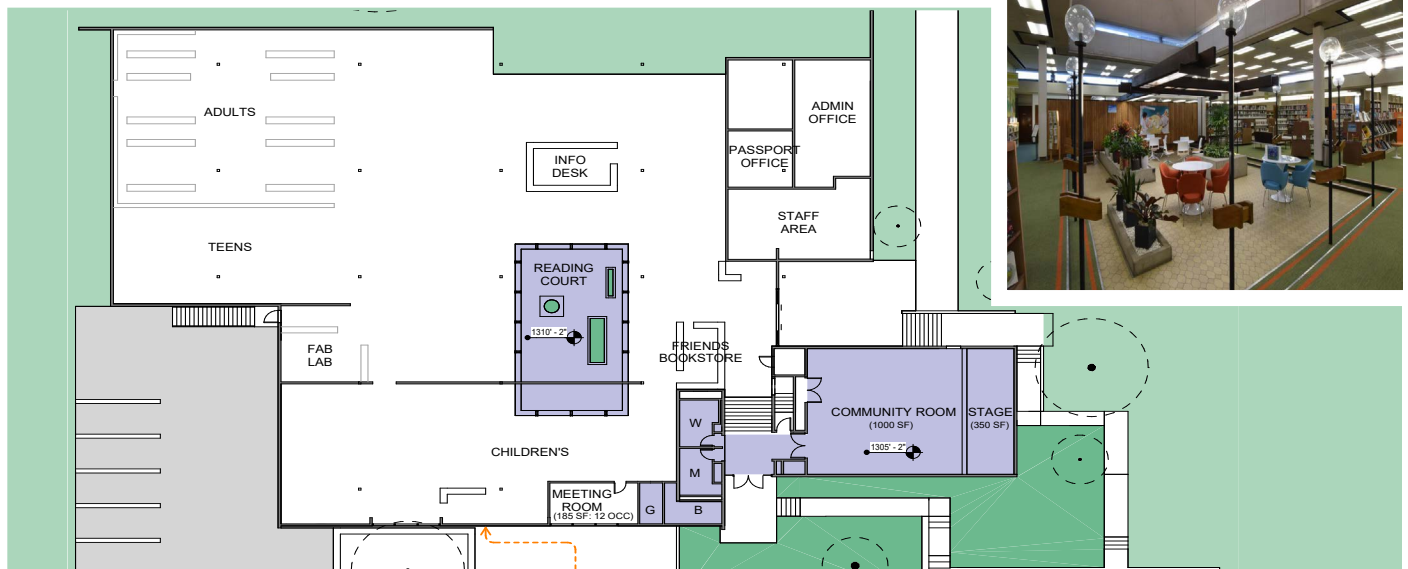 ADULTS
ADMIN
OFFICE
PASSPORT
OFFICE
INFO
DESK
STAFF
AREA
TEENS
READING
COURT
1310' - 2"
FAB
LAB
FRIENDS
BOOKSTORE
COMMUNITY ROOM
(1000 SF)
STAGE
(350 SF)
W
1305' - 2"
CHILDREN'S
M
MEETING
ROOM
(185 SF: 12 OCC)
G
B